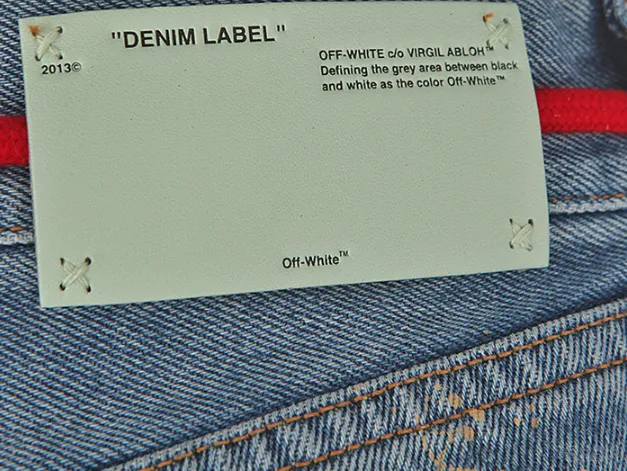 "DENIM LABEL"
2013©
OFF-WHITE c/o VIRGIL ABLOH™
Defining the grey area between black
and white as the color Off-White™
Off-White™